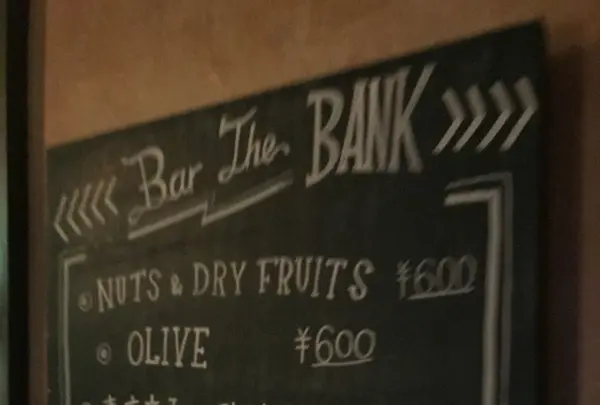 Bar The BANK
NUTS & DRY FRUITS ¥600
OLIVE ¥600